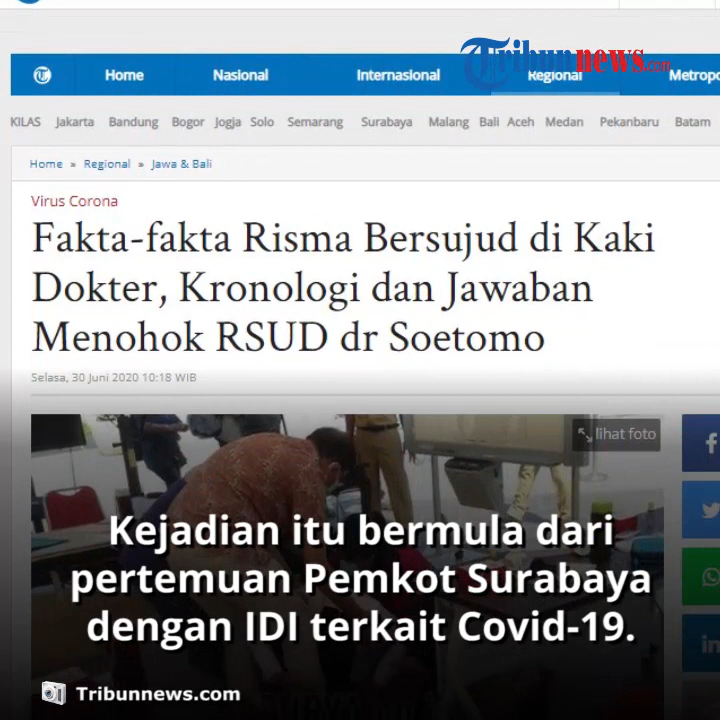 Tribunnews.com
Home Nasional Internasional Regional Metropo
KILAS Jakarta Bandung Bogor Jogja Solo Semarang Surabaya Malang Bali Aceh Medan Pekanbaru Batam
Home » Regional » Jawa & Bali
Virus Corona
Fakta-fakta Risma Bersujud di Kaki
Dokter, Kronologi dan Jawaban
Menohok RSUD dr Soetomo
Selasa, 30 Juni 2020 10:18 WIB
lihat foto
Kejadian itu bermula dari
pertemuan Pemkot Surabaya
dengan IDI terkait Covid-19.
Tribunnews.com